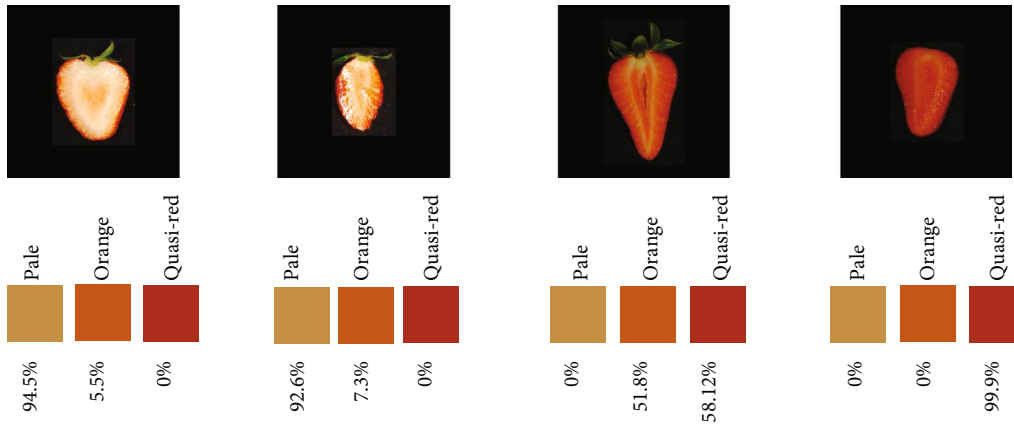 Pale
Orange
Quasi-red
94.5%
5.5%
0%
Pale
Orange
Quasi-red
92.6%
7.3%
0%
Pale
Orange
Quasi-red
0%
51.8%
58.12%
Pale
Orange
Quasi-red
0%
0%
99.9%